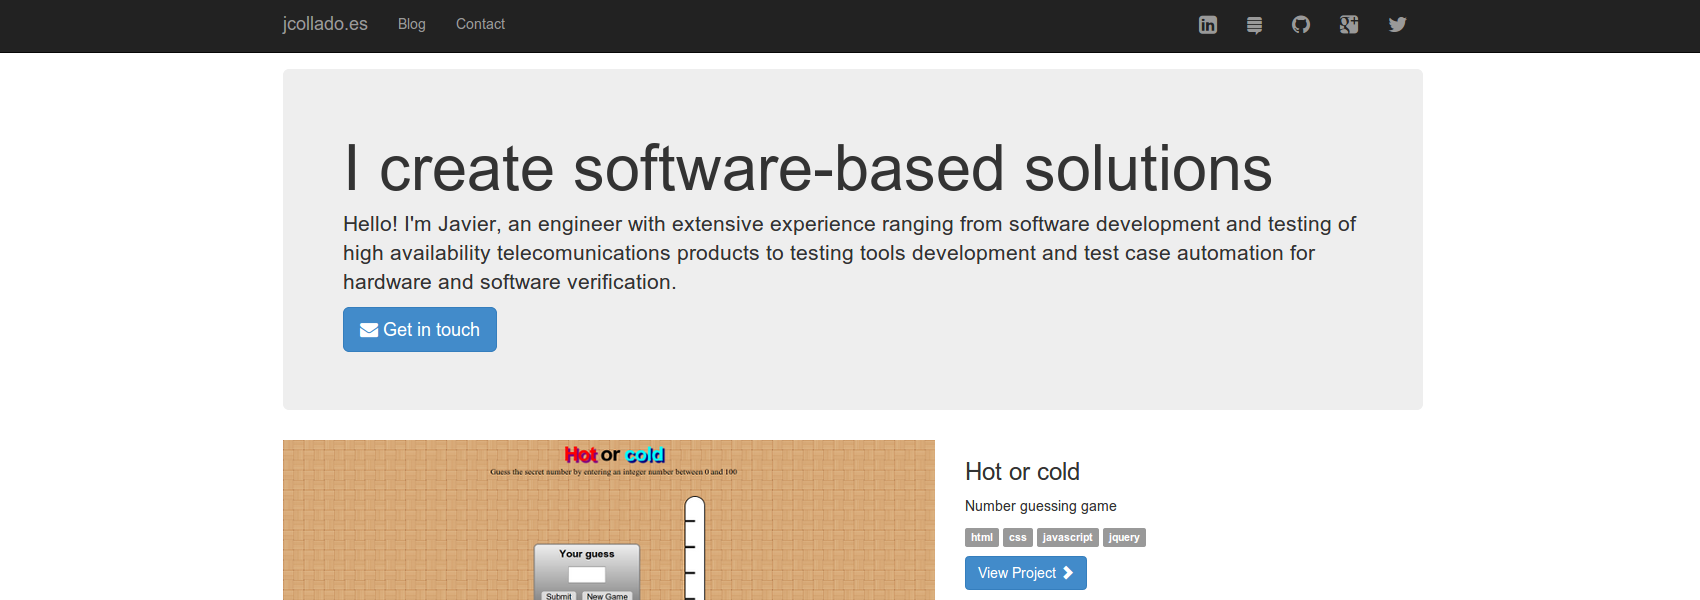 jcollado.es Blog Contact
I create software-based solutions
Hello! I'm Javier, an engineer with extensive experience ranging from software development and testing of
high availability telecommunications products to testing tools development and test case automation for
hardware and software verification.
Get in touch
Hot or cold
Guess the secret number by entering an integer number between 0 and 100
Your guess
Submit New Game
Hot or cold
Number guessing game
html css javascript jquery
View Project